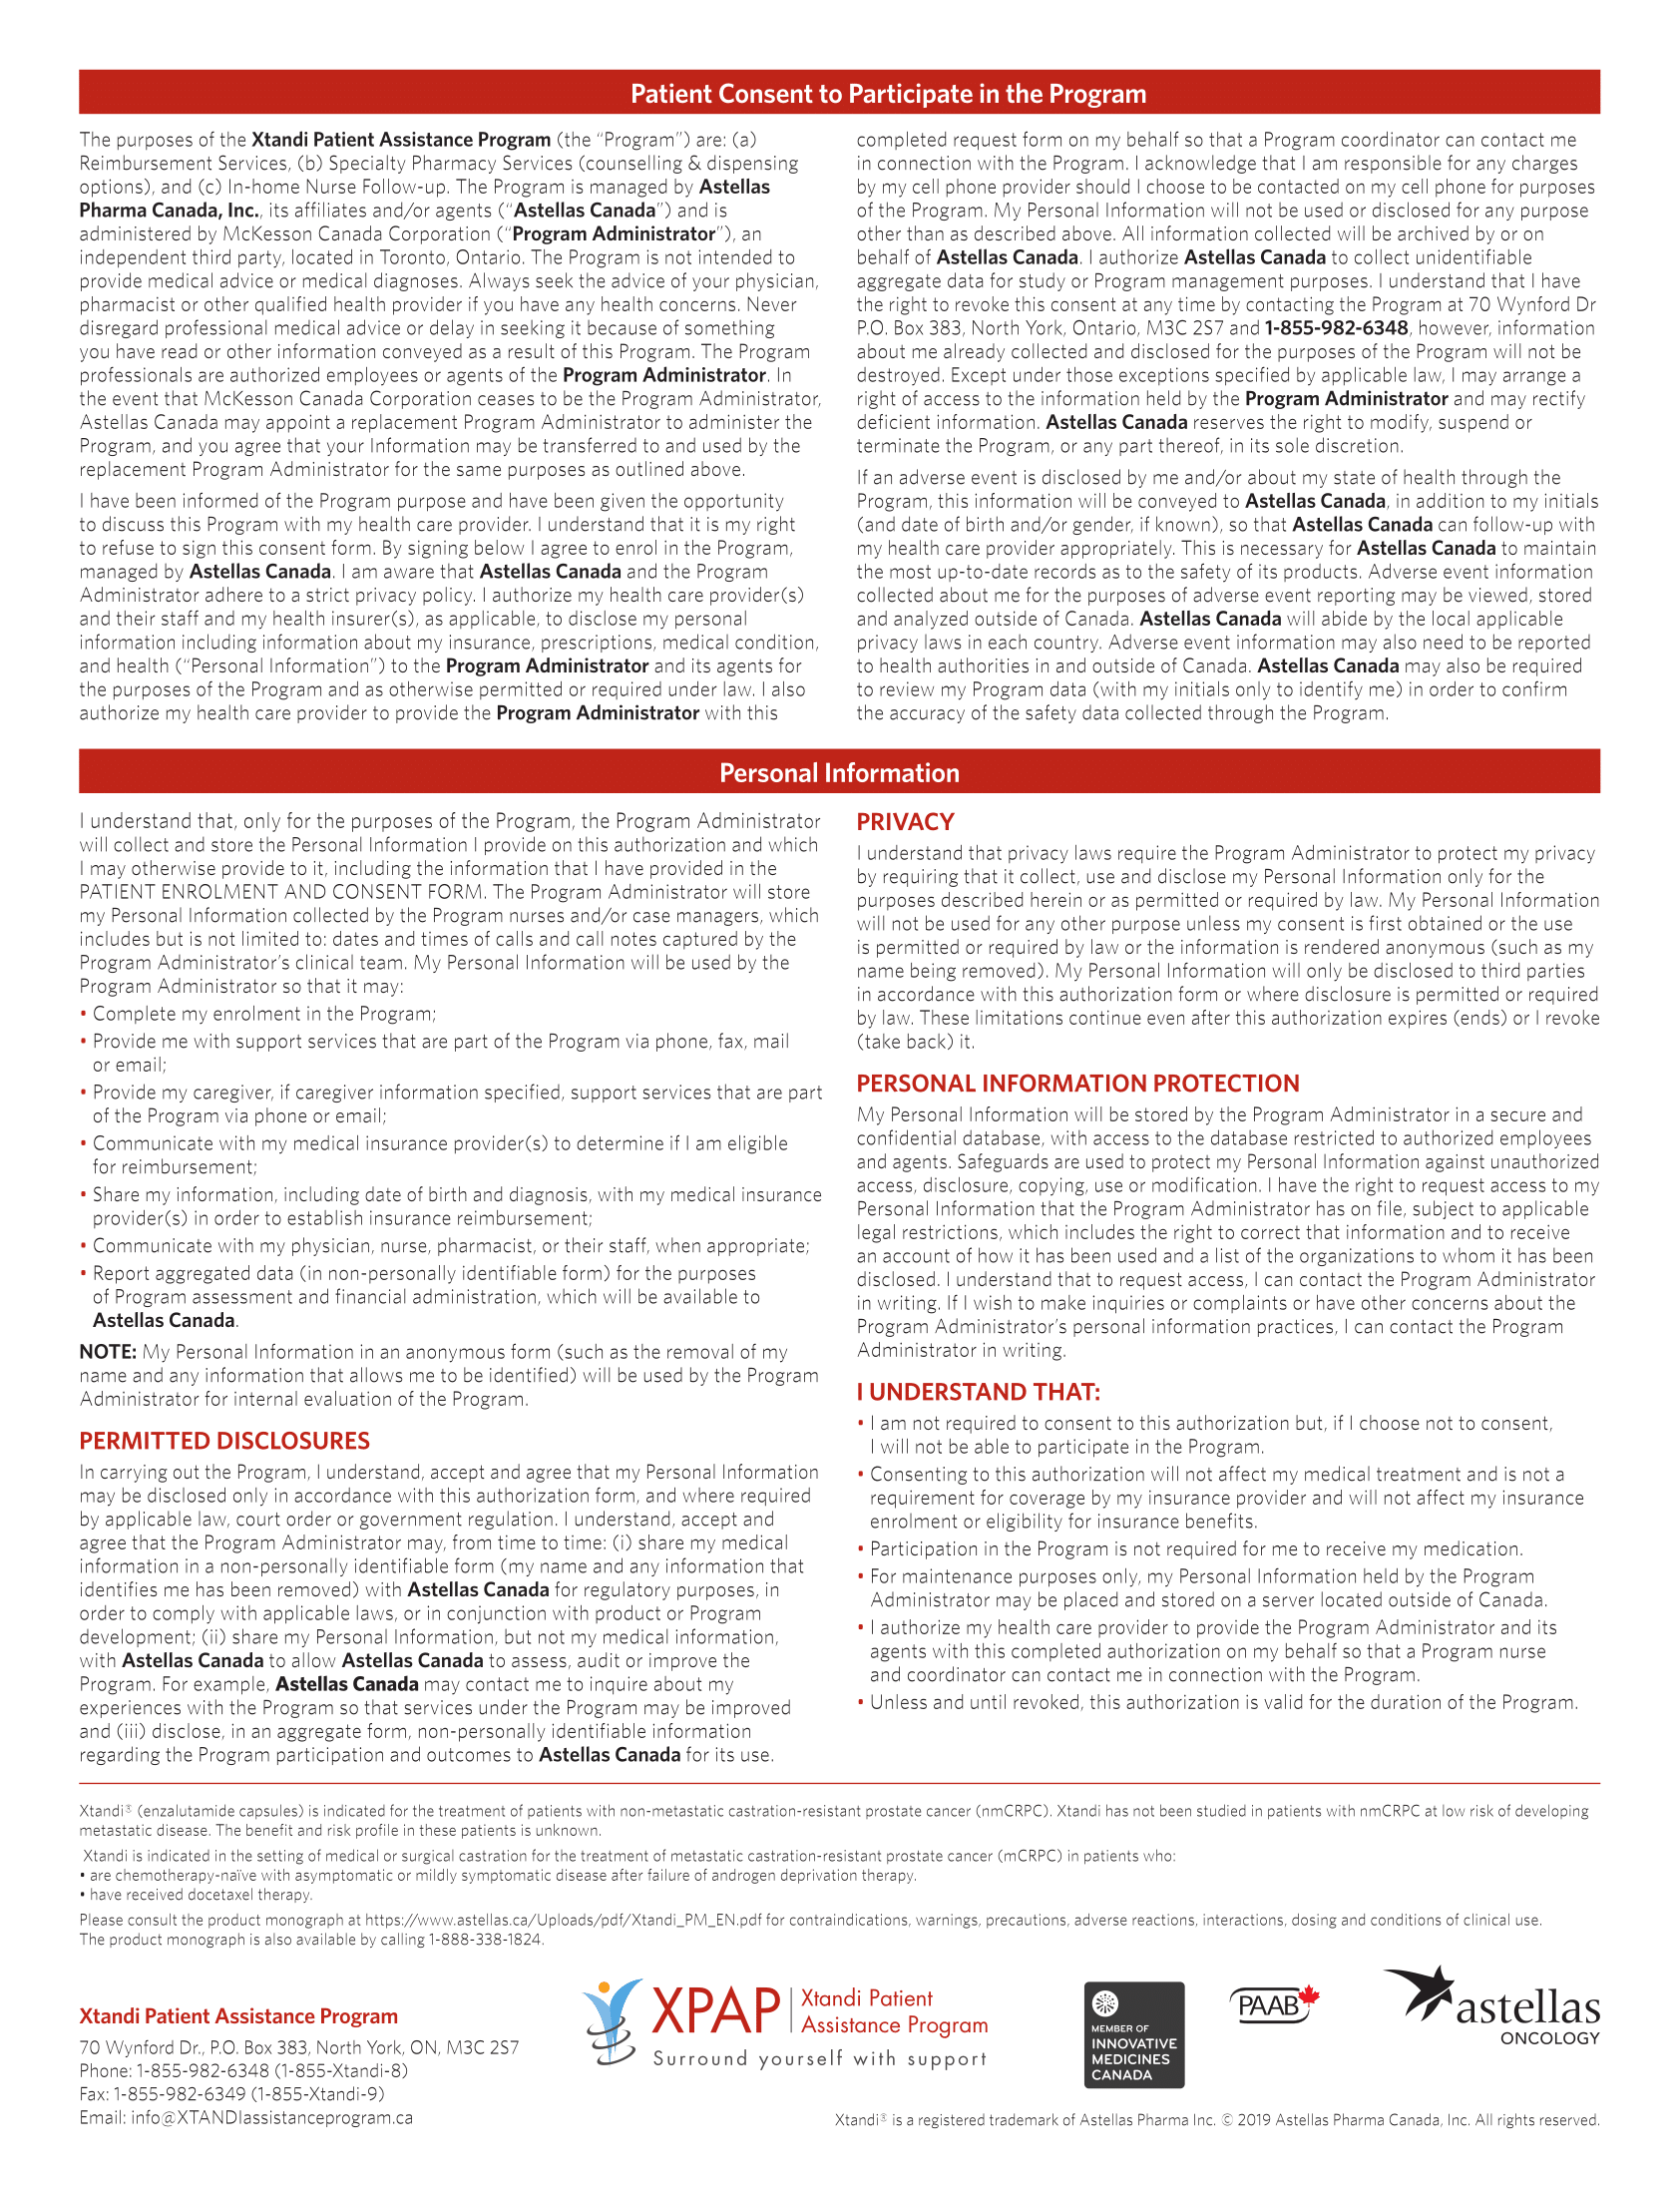 Patient Consent to Participate in the Program
The purposes of the Xtandi Patient Assistance Program (the “Program”) are: (a)
Reimbursement Services, (b) Specialty Pharmacy Services (counselling & dispensing
options), and (c) In-home Nurse Follow-up. The Program is managed by Astellas
Pharma Canada, Inc., its affiliates and/or agents (“Astellas Canada”) and is
administered by McKesson Canada Corporation (“Program Administrator”), an
independent third party, located in Toronto, Ontario. The Program is not intended to
provide medical advice or medical diagnoses. Always seek the advice of your physician,
pharmacist or other qualified health provider if you have any health concerns. Never
disregard professional medical advice or delay in seeking it because of something
you have read or other information conveyed as a result of this Program. The Program
professionals are authorized employees or agents of the Program Administrator. In
the event that McKesson Canada Corporation ceases to be the Program Administrator,
Astellas Canada may appoint a replacement Program Administrator to administer the
Program, and you agree that your Information may be transferred to and used by the
replacement Program Administrator for the same purposes as outlined above.
I have been informed of the Program purpose and have been given the opportunity
to discuss this Program with my health care provider. I understand that it is my right
to refuse to sign this consent form. By signing below I agree to enrol in the Program,
managed by Astellas Canada. I am aware that Astellas Canada and the Program
Administrator adhere to a strict privacy policy. I authorize my health care provider(s)
and their staff and my health insurer(s), as applicable, to disclose my personal
information including information about my insurance, prescriptions, medical condition,
and health (“Personal Information”) to the Program Administrator and its agents for
the purposes of the Program and as otherwise permitted or required under law. I also
authorize my health care provider to provide the Program Administrator with this
completed request form on my behalf so that a Program coordinator can contact me
in connection with the Program. I acknowledge that I am responsible for any charges
by my cell phone provider should I choose to be contacted on my cell phone for purposes
of the Program. My Personal Information will not be used or disclosed for any purpose
other than as described above. All information collected will be archived by or on
behalf of Astellas Canada. I authorize Astellas Canada to collect unidentifiable
aggregate data for study or Program management purposes. I understand that I have
the right to revoke this consent at any time by contacting the Program at 70 Wynford Dr
P.O. Box 383, North York, Ontario, M3C 2S7 and 1-855-982-6348, however, information
about me already collected and disclosed for the purposes of the Program will not be
destroyed. Except under those exceptions specified by applicable law, I may arrange a
right of access to the information held by the Program Administrator and may rectify
deficient information. Astellas Canada reserves the right to modify, suspend or
terminate the Program, or any part thereof, in its sole discretion.
If an adverse event is disclosed by me and/or about my state of health through the
Program, this information will be conveyed to Astellas Canada, in addition to my initials
(and date of birth and/or gender, if known), so that Astellas Canada can follow-up with
my health care provider appropriately. This is necessary for Astellas Canada to maintain
the most up-to-date records as to the safety of its products. Adverse event information
collected about me for the purposes of adverse event reporting may be viewed, stored
and analyzed outside of Canada. Astellas Canada will abide by the local applicable
privacy laws in each country. Adverse event information may also need to be reported
to health authorities in and outside of Canada. Astellas Canada may also be required
to review my Program data (with my initials only to identify me) in order to confirm
the accuracy of the safety data collected through the Program.
Personal Information
I understand that, only for the purposes of the Program, the Program Administrator
will collect and store the Personal Information I provide on this authorization and which
I may otherwise provide to it, including the information that I have provided in the
PATIENT ENROLMENT AND CONSENT FORM. The Program Administrator will store
my Personal Information collected by the Program nurses and/or case managers, which
includes but is not limited to: dates and times of calls and call notes captured by the
Program Administrator’s clinical team. My Personal Information will be used by the
Program Administrator so that it may:
• Complete my enrolment in the Program;
• Provide me with support services that are part of the Program via phone, fax, mail
or email;
• Provide my caregiver, if caregiver information specified, support services that are part
of the Program via phone or email;
• Communicate with my medical insurance provider(s) to determine if I am eligible
for reimbursement;
• Share my information, including date of birth and diagnosis, with my medical insurance
provider(s) in order to establish insurance reimbursement;
• Communicate with my physician, nurse, pharmacist, or their staff, when appropriate;
• Report aggregated data (in non-personally identifiable form) for the purposes
of Program assessment and financial administration, which will be available to
Astellas Canada.
NOTE: My Personal Information in an anonymous form (such as the removal of my
name and any information that allows me to be identified) will be used by the Program
Administrator for internal evaluation of the Program.
PERMITTED DISCLOSURES
In carrying out the Program, I understand, accept and agree that my Personal Information
may be disclosed only in accordance with this authorization form, and where required
by applicable law, court order or government regulation. I understand, accept and
agree that the Program Administrator may, from time to time: (i) share my medical
information in a non-personally identifiable form (my name and any information that
identifies me has been removed) with Astellas Canada for regulatory purposes, in
order to comply with applicable laws, or in conjunction with product or Program
development; (ii) share my Personal Information, but not my medical information,
with Astellas Canada to allow Astellas Canada to assess, audit or improve the
Program. For example, Astellas Canada may contact me to inquire about my
experiences with the Program so that services under the Program may be improved
and (iii) disclose, in an aggregate form, non-personally identifiable information
regarding the Program participation and outcomes to Astellas Canada for its use.
PRIVACY
I understand that privacy laws require the Program Administrator to protect my privacy
by requiring that it collect, use and disclose my Personal Information only for the
purposes described herein or as permitted or required by law. My Personal Information
will not be used for any other purpose unless my consent is first obtained or the use
is permitted or required by law or the information is rendered anonymous (such as my
name being removed). My Personal Information will only be disclosed to third parties
in accordance with this authorization form or where disclosure is permitted or required
by law. These limitations continue even after this authorization expires (ends) or I revoke
(take back) it.
PERSONAL INFORMATION PROTECTION
My Personal Information will be stored by the Program Administrator in a secure and
confidential database, with access to the database restricted to authorized employees
and agents. Safeguards are used to protect my Personal Information against unauthorized
access, disclosure, copying, use or modification. I have the right to request access to my
Personal Information that the Program Administrator has on file, subject to applicable
legal restrictions, which includes the right to correct that information and to receive
an account of how it has been used and a list of the organizations to whom it has been
disclosed. I understand that to request access, I can contact the Program Administrator
in writing. If I wish to make inquiries or complaints or have other concerns about the
Program Administrator’s personal information practices, I can contact the Program
Administrator in writing.
I UNDERSTAND THAT:
• I am not required to consent to this authorization but, if I choose not to consent,
I will not be able to participate in the Program.
• Consenting to this authorization will not affect my medical treatment and is not a
requirement for coverage by my insurance provider and will not affect my insurance
enrolment or eligibility for insurance benefits.
• Participation in the Program is not required for me to receive my medication.
• For maintenance purposes only, my Personal Information held by the Program
Administrator may be placed and stored on a server located outside of Canada.
• I authorize my health care provider to provide the Program Administrator and its
agents with this completed authorization on my behalf so that a Program nurse
and coordinator can contact me in connection with the Program.
• Unless and until revoked, this authorization is valid for the duration of the Program.
Xtandi® (enzalutamide capsules) is indicated for the treatment of patients with non-metastatic castration-resistant prostate cancer (nmCRPC). Xtandi has not been studied in patients with nmCRPC at low risk of developing
metastatic disease. The benefit and risk profile in these patients is unknown.
Xtandi is indicated in the setting of medical or surgical castration for the treatment of metastatic castration-resistant prostate cancer (mCRPC) in patients who:
• are chemotherapy-naïve with asymptomatic or mildly symptomatic disease after failure of androgen deprivation therapy.
• have received docetaxel therapy.
Please consult the product monograph at https://www.astellas.ca/Uploads/pdf/Xtandi_PM_EN.pdf for contraindications, warnings, precautions, adverse reactions, interactions, dosing and conditions of clinical use.
The product monograph is also available by calling 1-888-338-1824.
Xtandi Patient Assistance Program
70 Wynford Dr., P.O. Box 383, North York, ON, M3C 2S7
Phone: 1-855-982-6348 (1-855-Xtandi-8)
Fax: 1-855-982-6349 (1-855-Xtandi-9)
Email: info@XTANDIassistanceprogram.ca
XPAP Xtandi Patient
Assistance Program
Surround yourself with support
MEMBER OF
INNOVATIVE
MEDICINES
CANADA
PAAB
astellas
ONCOLOGY
Xtandi® is a registered trademark of Astellas Pharma Inc. © 2019 Astellas Pharma Canada, Inc. All rights reserved.